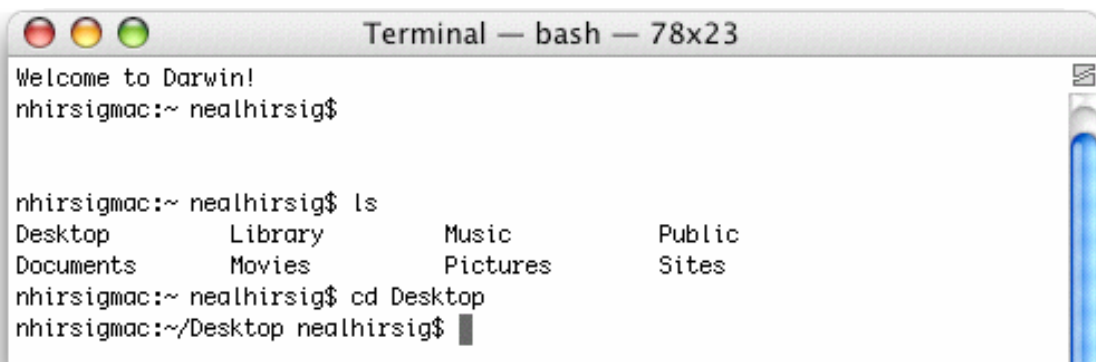 Terminal — bash — 78x23
Welcome to Darwin!
nhirsigmac:~ nealhirsig$
nhirsigmac:~ nealhirsig$ ls
Desktop Library Music Public
Documents Movies Pictures Sites
nhirsigmac:~ nealhirsig$ cd Desktop
nhirsigmac:~/Desktop nealhirsig$